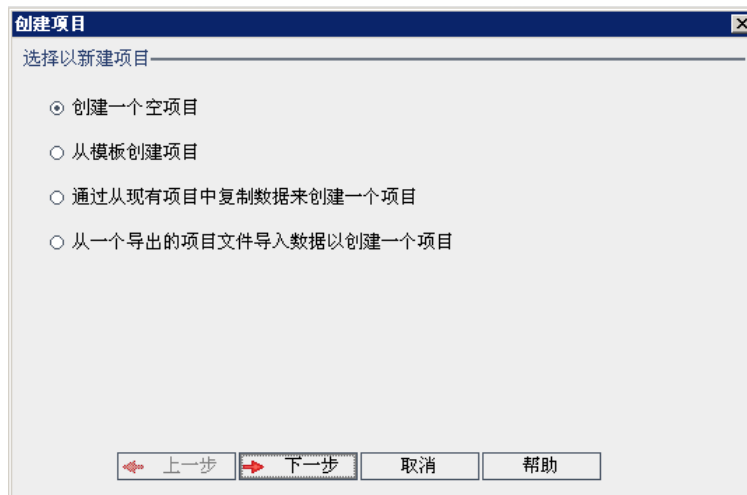 创建项目
选择以新建项目
创建一个空项目
从模板创建项目
通过从现有项目中复制数据来创建一个项目
从一个导出的项目文件导入数据以创建一个项目
上一步 下一步 取消 帮助